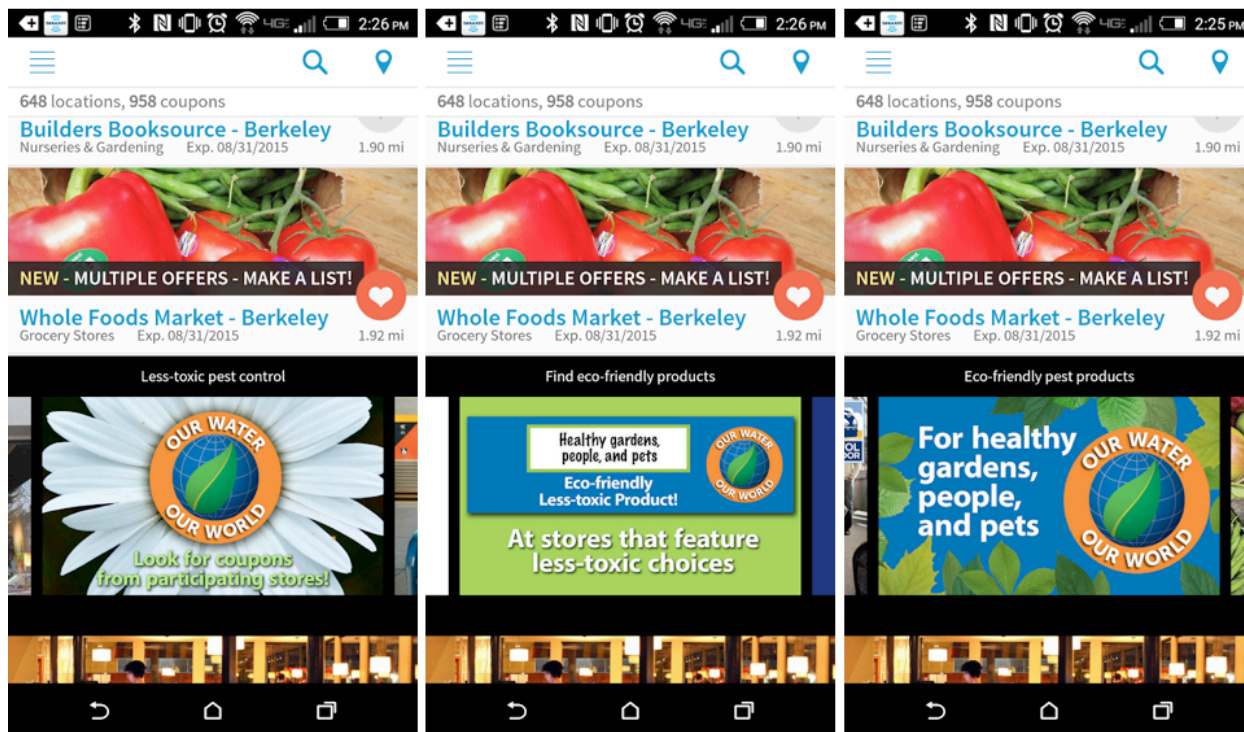 4G 2:26 PM
648 locations, 958 coupons
Builders Booksource - Berkeley
Nurseries & Gardening Exp. 08/31/2015 1.90 mi
NEW - MULTIPLE OFFERS - MAKE A LIST!
Whole Foods Market - Berkeley
Grocery Stores Exp. 08/31/2015 1.92 mi
Less-toxic pest control
OUR WATER
OUR WORLD
Look for coupons
from participating stores!
4G 2:26 PM
648 locations, 958 coupons
Builders Booksource - Berkeley
Nurseries & Gardening Exp. 08/31/2015 1.90 mi
NEW - MULTIPLE OFFERS - MAKE A LIST!
Whole Foods Market - Berkeley
Grocery Stores Exp. 08/31/2015 1.92 mi
Find eco-friendly products
Healthy gardens,
people, and pets
Eco-friendly
Less-toxic Product!
OUR WATER
OUR WORLD
At stores that feature
less-toxic choices
4G 2:25 PM
648 locations, 958 coupons
Builders Booksource - Berkeley
Nurseries & Gardening Exp. 08/31/2015 1.90 mi
NEW - MULTIPLE OFFERS - MAKE A LIST!
Whole Foods Market - Berkeley
Grocery Stores Exp. 08/31/2015 1.92 mi
Eco-friendly pest products
For healthy
gardens,
people,
and pets
OUR WATER
OUR WORLD